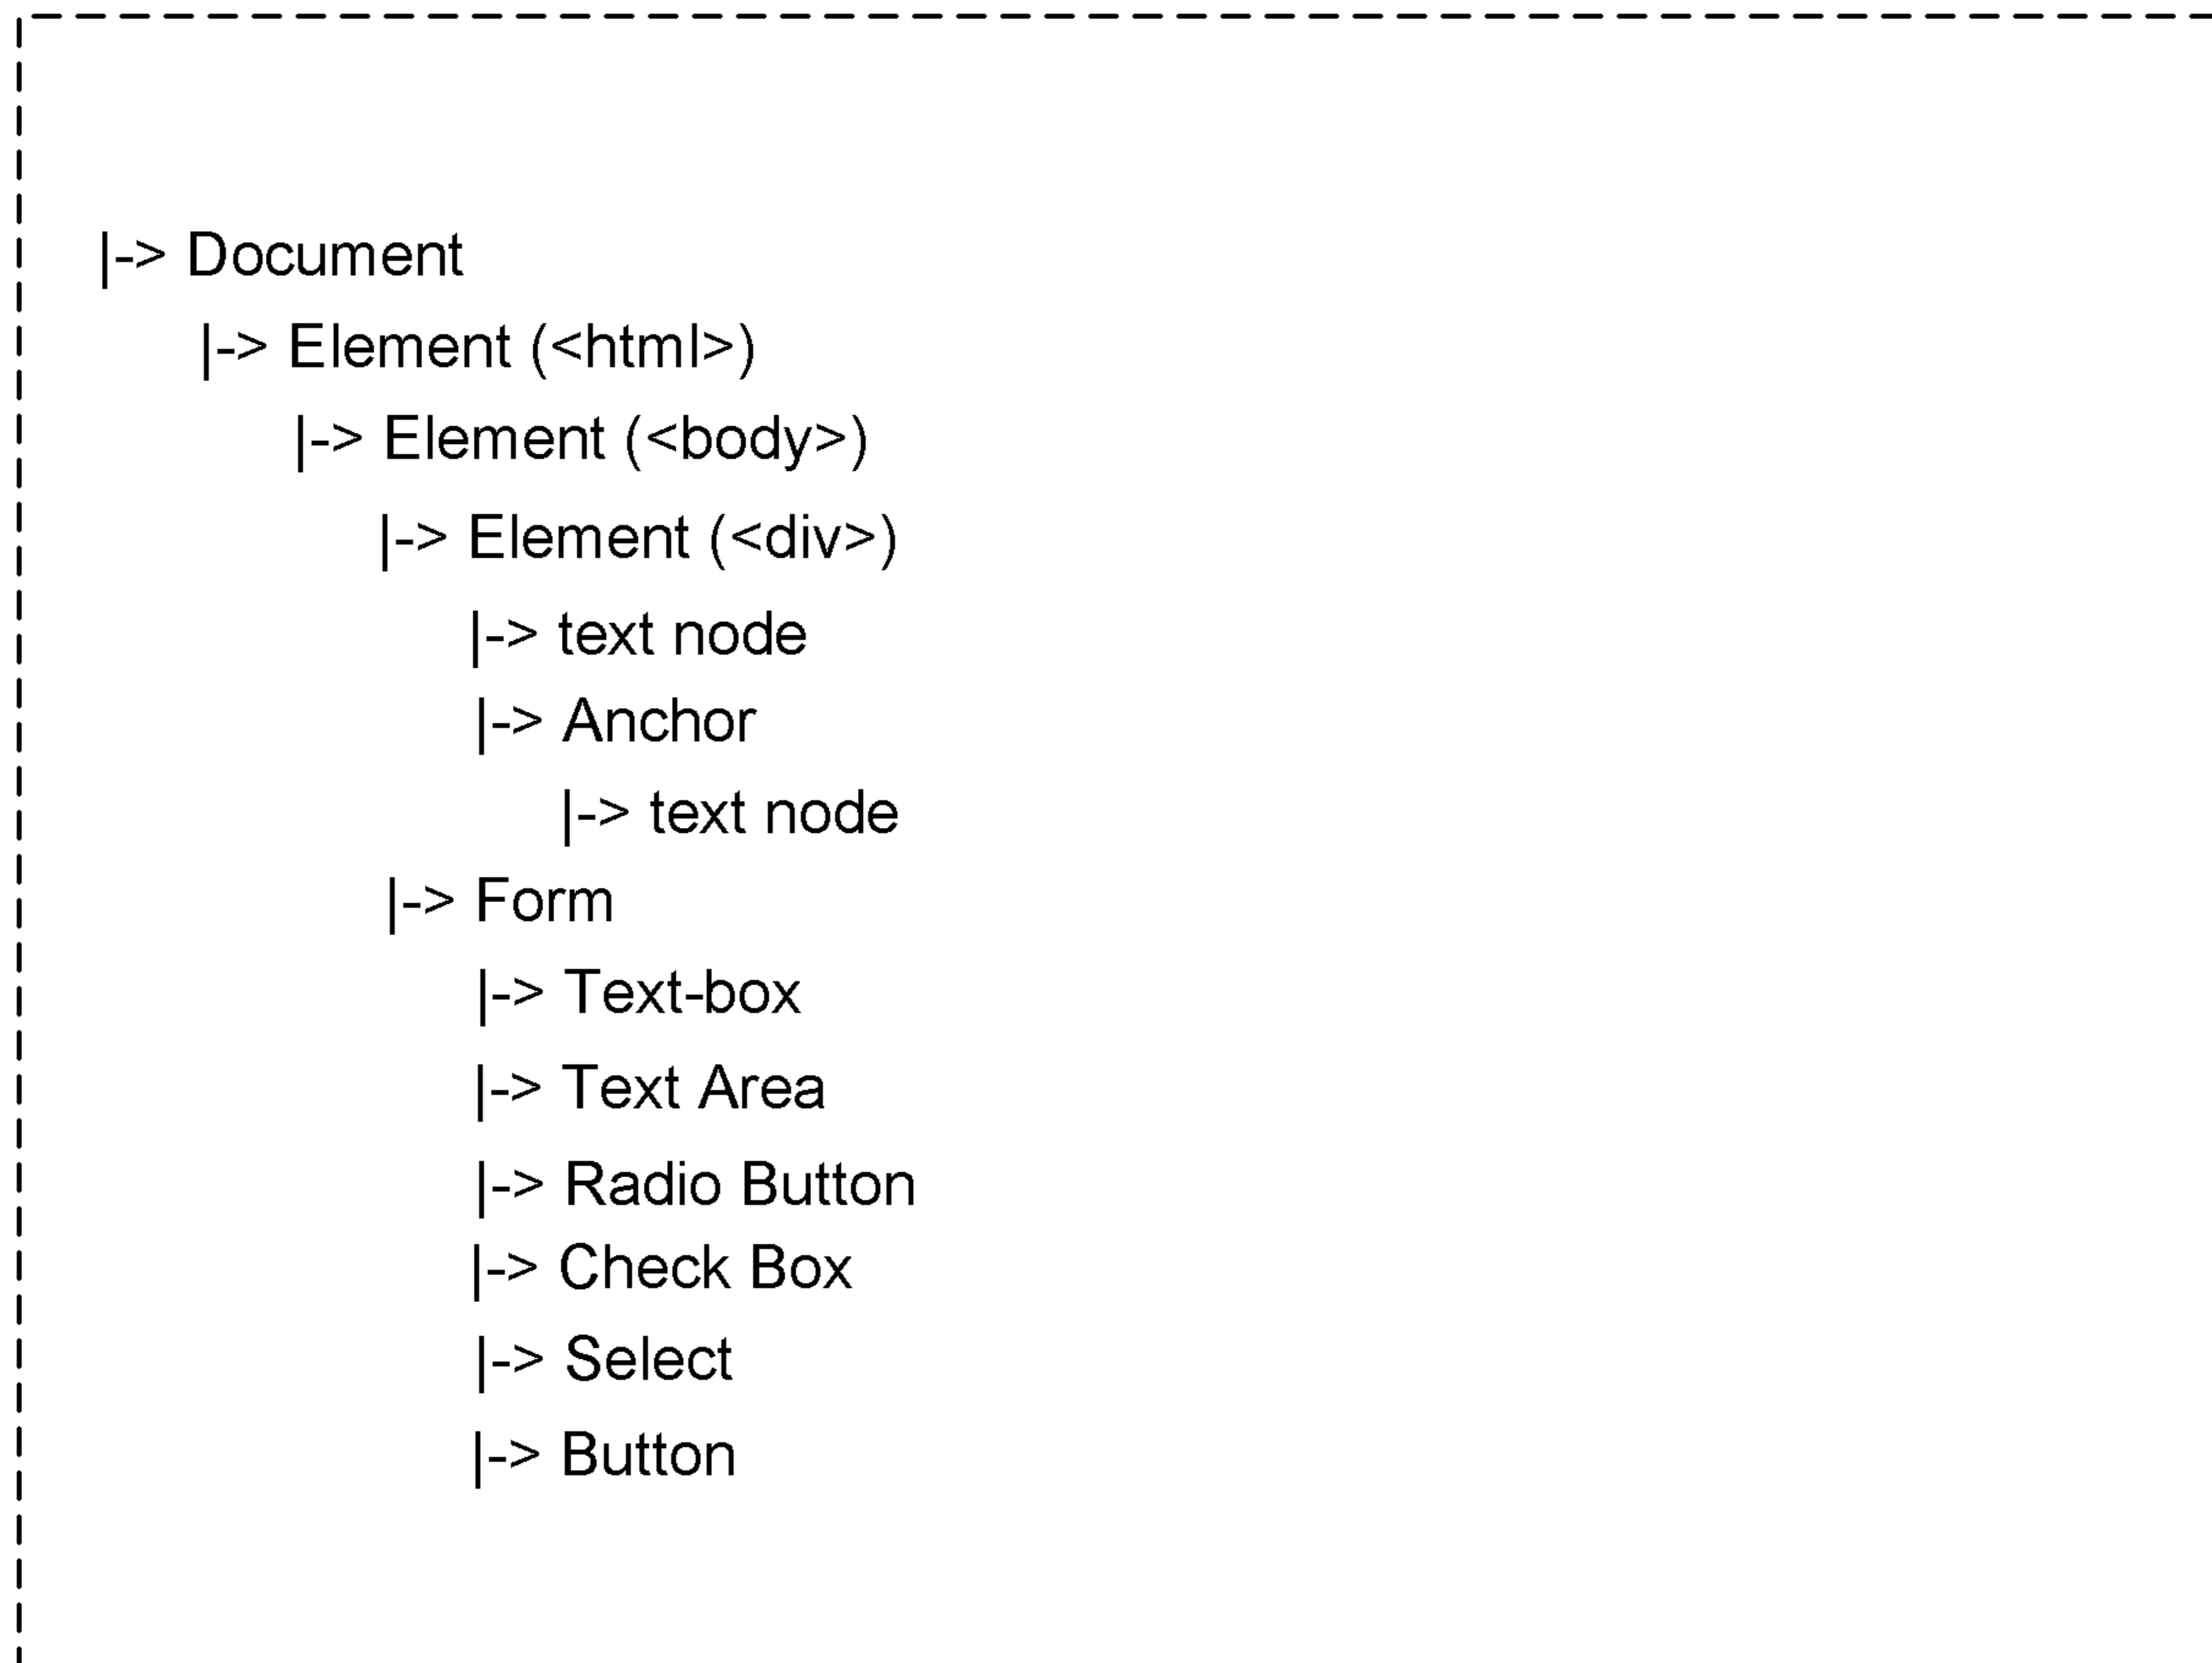 |-> Document
|-> Element (<html>)
|-> Element (<body>)
|-> Element (<div>)
|-> text node
|-> Anchor
|-> text node
|-> Form
|-> Text-box
|-> Text Area
|-> Radio Button
|-> Check Box
|-> Select
|-> Button